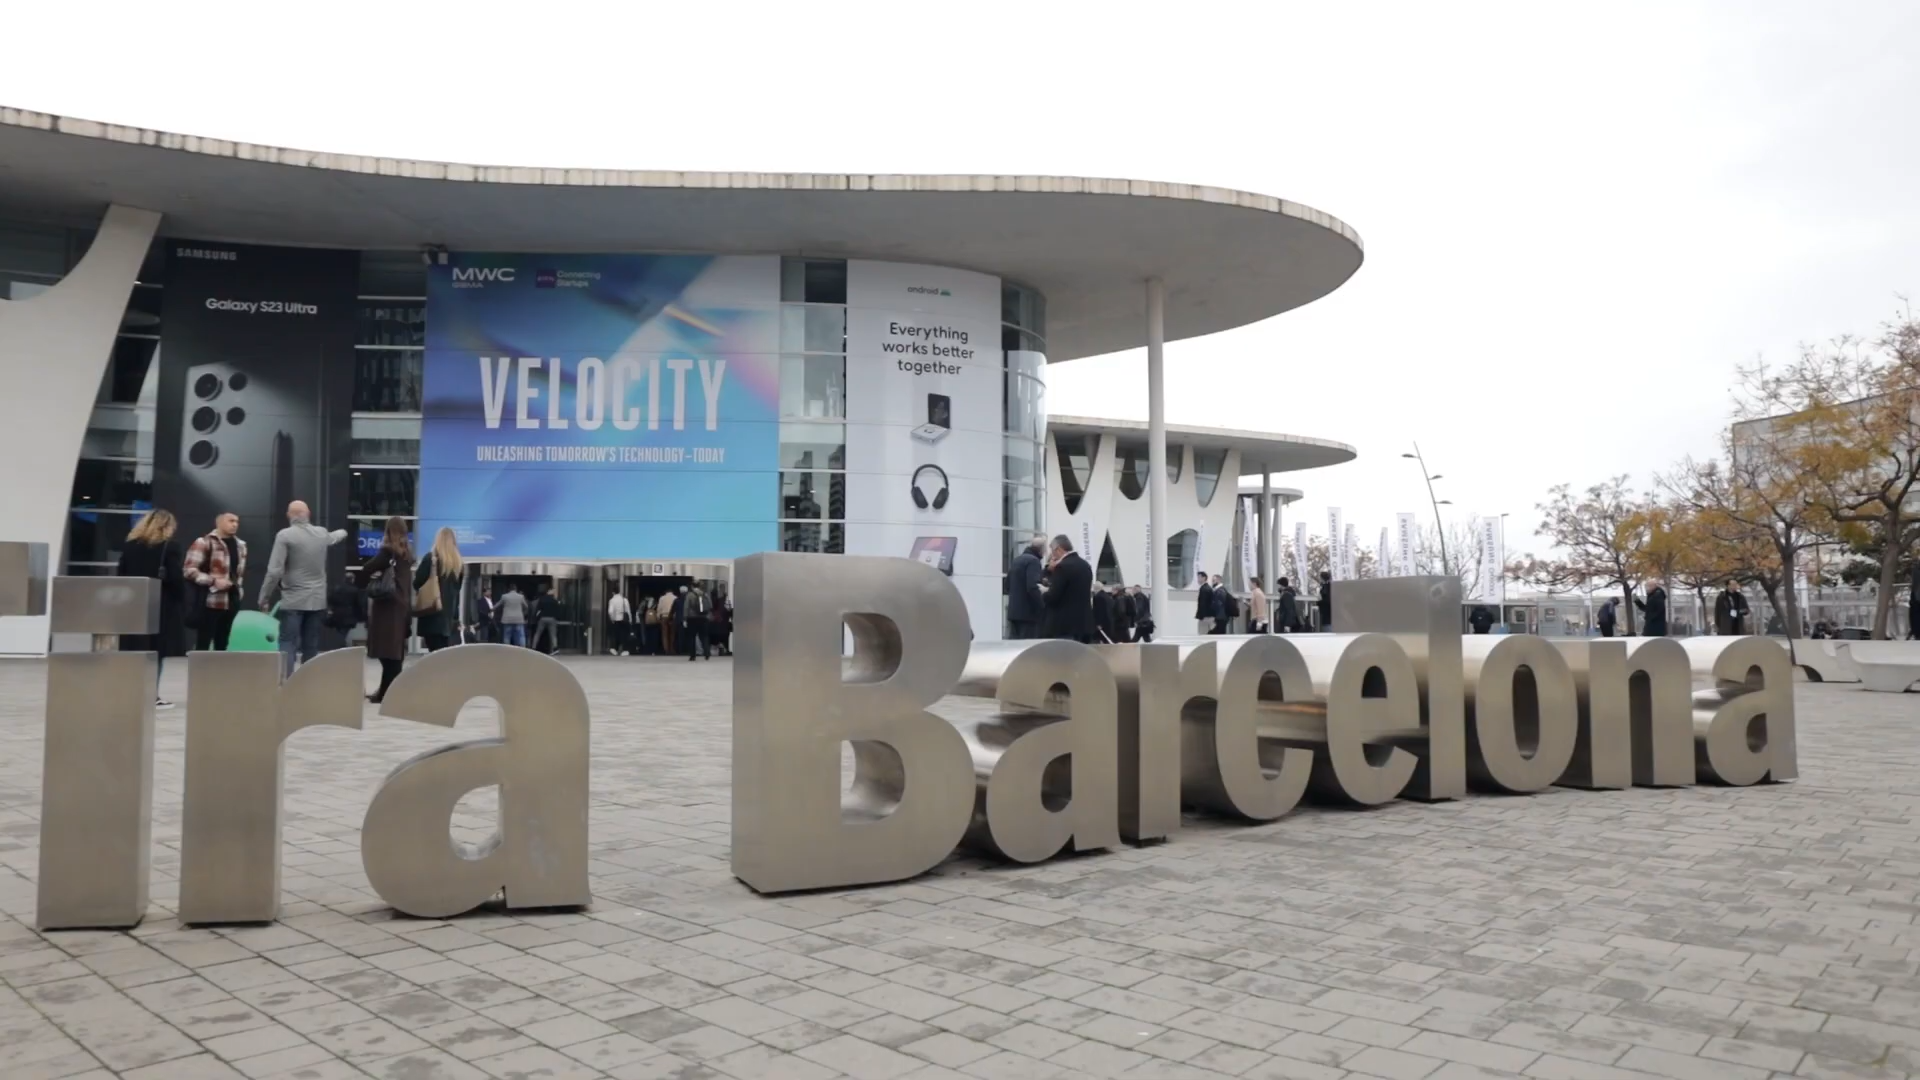 SAMSUNG
Galaxy S23 Ultra
MWC
GSMA
4YFN
Connecting
Startups
VELOCITY
UNLEASHING TOMORROW'S TECHNOLOGY–TODAY
android
Everything
works better
together
ira Barcelona